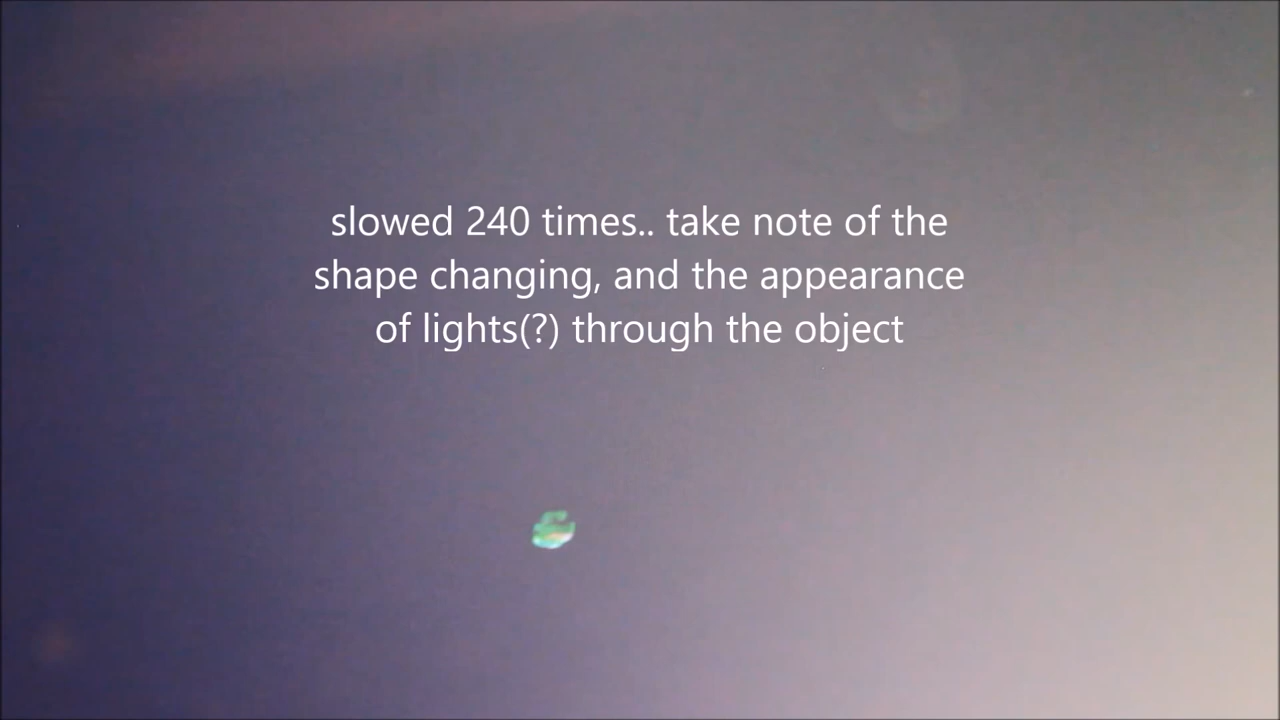 slowed 240 times.. take note of the
shape changing, and the appearance
of lights(?) through the object